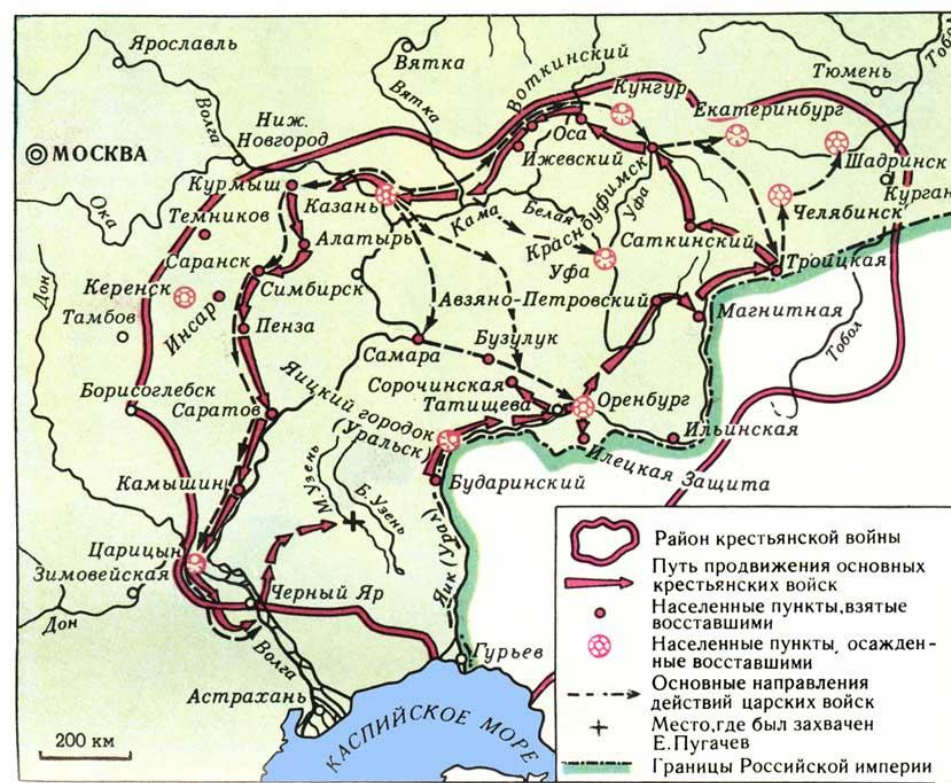 Ярославль
Вятка
Тобол
Тюмень
Воткинский
Кунгур
Екатеринбург
Волга
Вятка
Ниж.
Новгород
Оса
МОСКВА
Ижевский
Шадринск
Курмыш
Казань
Курган
Ока
Кама
Белая
Красноуфимск
Уфа
Челябинск
Темников
Алатырь
Саткинский
Саранск
Уфа
Тройцкая
Дон
Керенск
Симбирск
Авзяно-Петровский
Тамбов
Инсар
Пенза
Магнитная
Тобол
Самара
Бузулук
Сорочинская
Борисоглебск
Саратов
Татищева
Оренбург
Яицкий городок
(Уральск)
Ильинская
Илецкая Защита
Камышин
М.Узень
Б.Узень
Бударинский
Царицын
Зимовейская
Яик (Урал)
Черный Яр
Дон
Волга
Гурьев
Астрахань
КАСПИЙСКОЕ МОРЕ
200 км
Район крестьянской войны
Путь продвижения основных
крестьянских войск
Населенные пункты, взятые
восставшими
Населенные пункты, осажден-
ные восставшими
Основные направления
действий царских войск
Место, где был захвачен
Е.Пугачев
Границы Российской империи